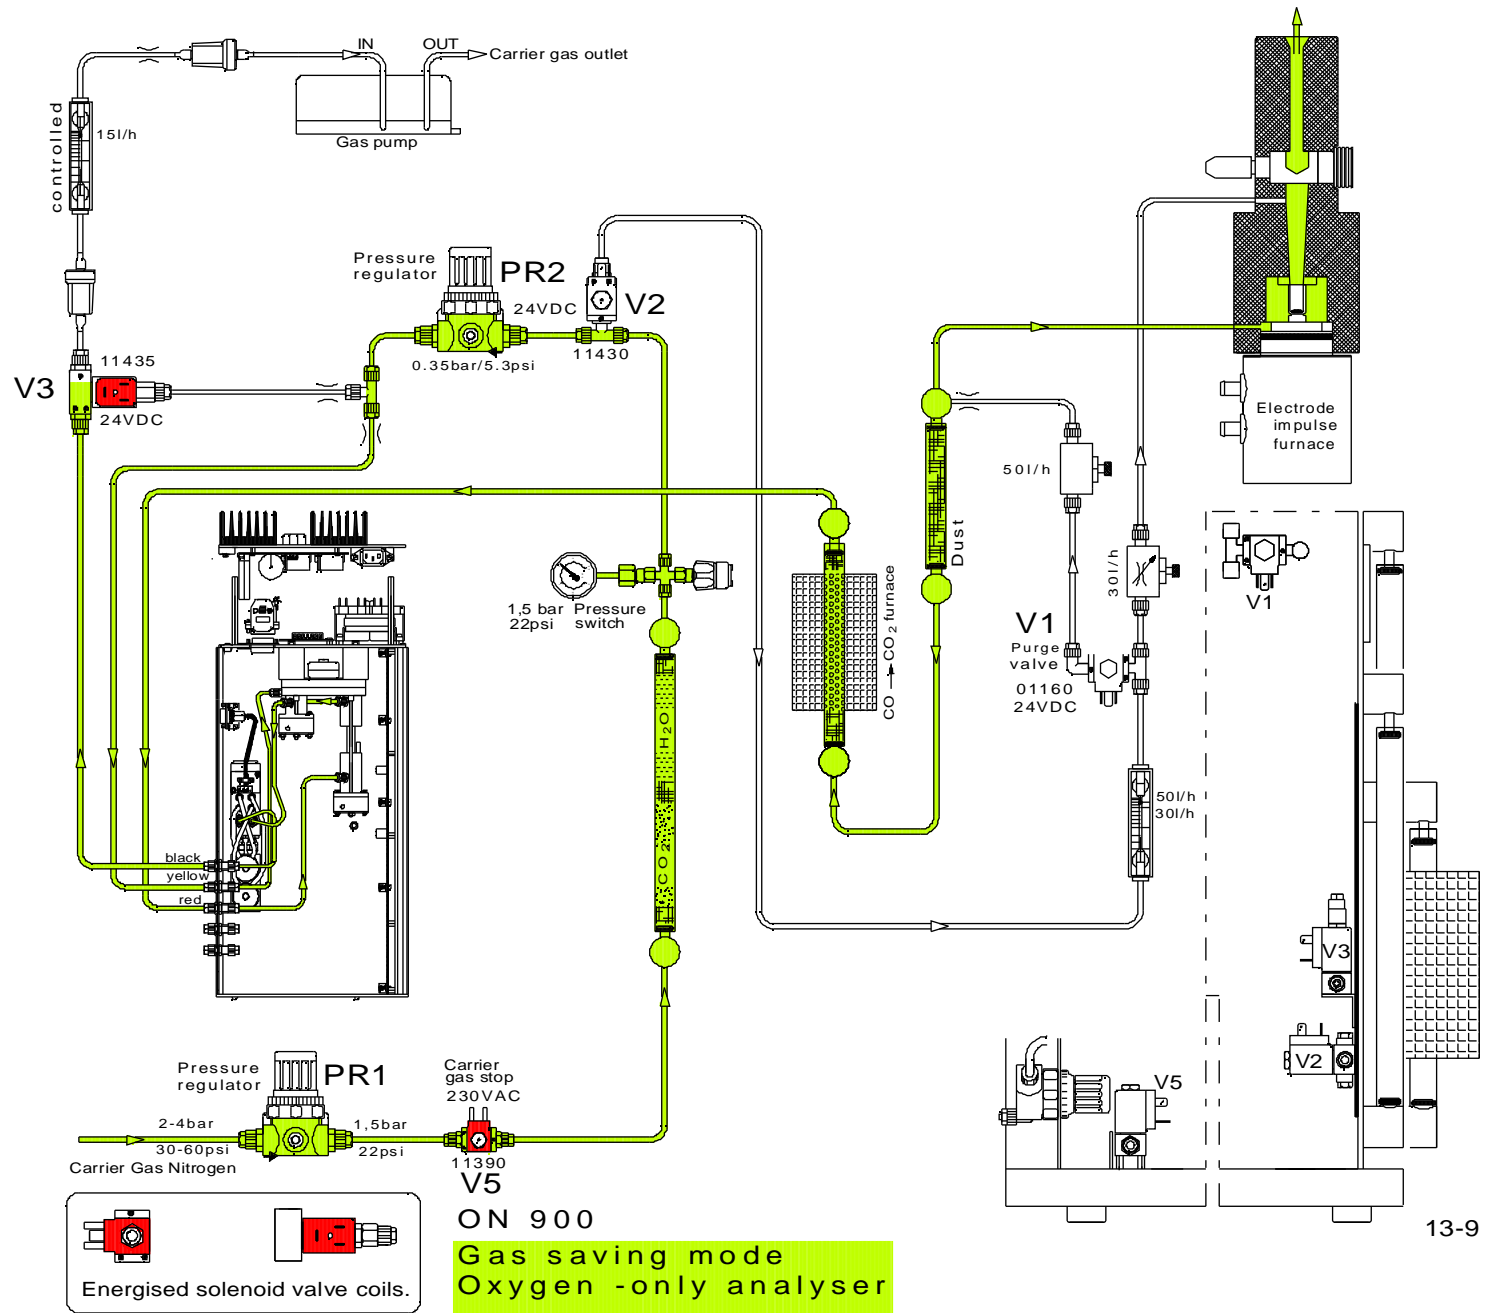 IN
OUT
Carrier gas outlet
Gas pump
controlled
15l/h
Pressure
regulator
PR2
24VDC
0.35bar/5.3psi
V2
11430
V3
11435
24VDC
Electrode
impulse
furnace
50l/h
Dust
30l/h
V1
Purge
valve
01160
24VDC
V1
1,5 bar Pressure
22psi switch
CO → CO2 furnace
H2O
CO2
50l/h
30l/h
black
yellow
red
V3
V2
V5
Pressure
regulator
PR1
Carrier
gas stop
230VAC
2-4bar
30-60psi
1,5bar
22psi
Carrier Gas Nitrogen
11390
V5
ON 900
Gas saving mode
Oxygen -only analyser
Energised solenoid valve coils.
13-9